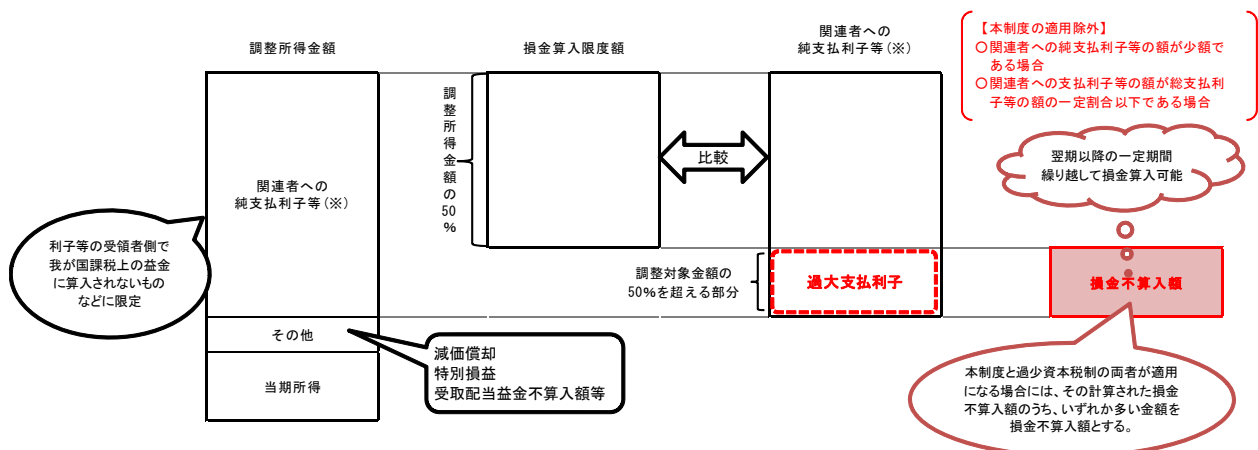 調整所得金額
損金算入限度額
関連者への
純支払利子等(※)
【本制度の適用除外】
○関連者への純支払利子等の額が少額で
ある場合
○関連者への支払利子等の額が総支払利
子等の額の一定割合以下である場合
調整所得金額の50%
比較
翌期以降の一定期間
繰り越して損金算入可能
関連者への
純支払利子等(※)
利子等の受領者側で
我が国課税上の益金
に算入されないもの
などに限定
調整対象金額の
50%を超える部分
過大支払利子
損金不算入額
その他
減価償却
特別損益
受取配当益金不算入額等
当期所得
本制度と過少資本税制の両者が適用
になる場合には、その計算された損金
不算入額のうち、いずれか多い金額を
損金不算入額とする。